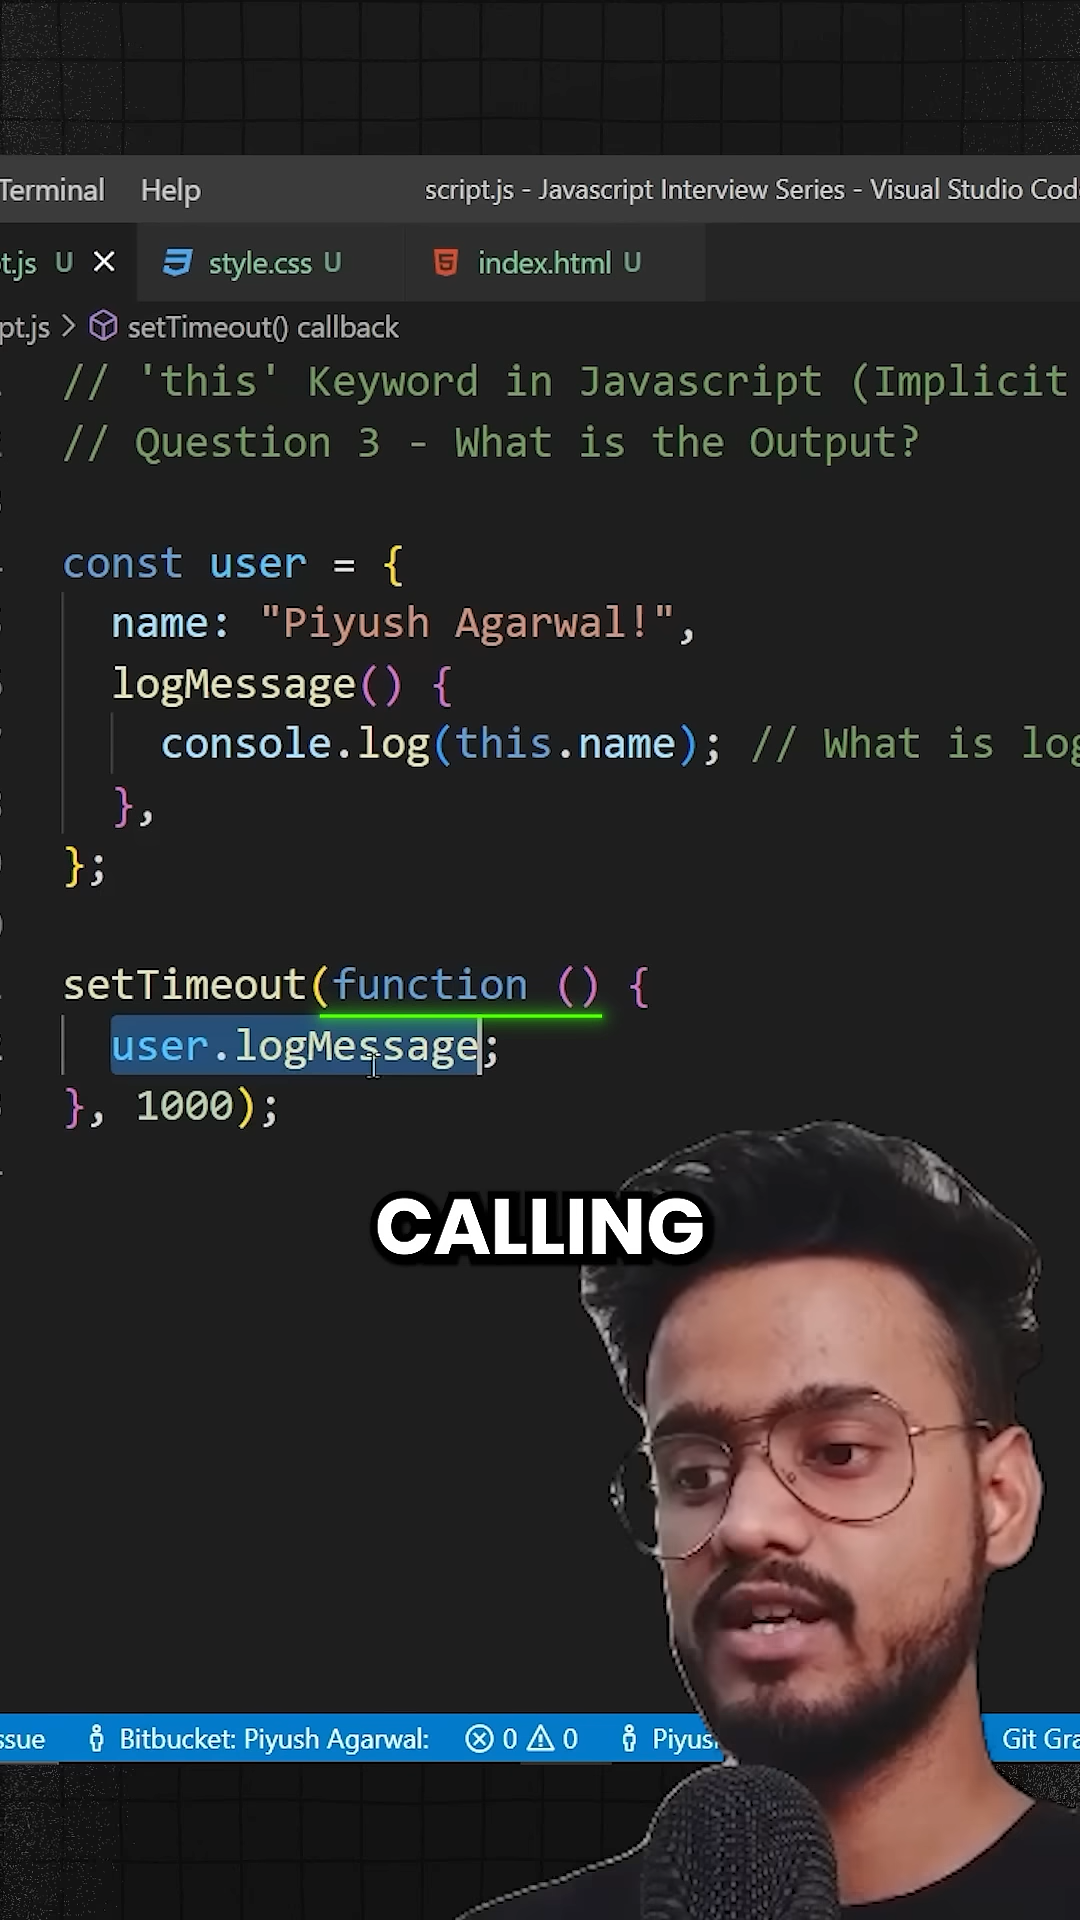 Terminal Help script.js - Javascript Interview Series - Visual Studio Cod
t.js U style.css U index.html U
pt.js > setTimeout() callback
// 'this' Keyword in Javascript (Implicit
// Question 3 - What is the Output?
const user = {
name: "Piyush Agarwal!",
logMessage() {
console.log(this.name); // What is log
},
};
setTimeout(function () {
user.logMessage;
}, 1000);
CALLING
ssue Bitbucket: Piyush Agarwal: 0 0 Piyus Git Gra